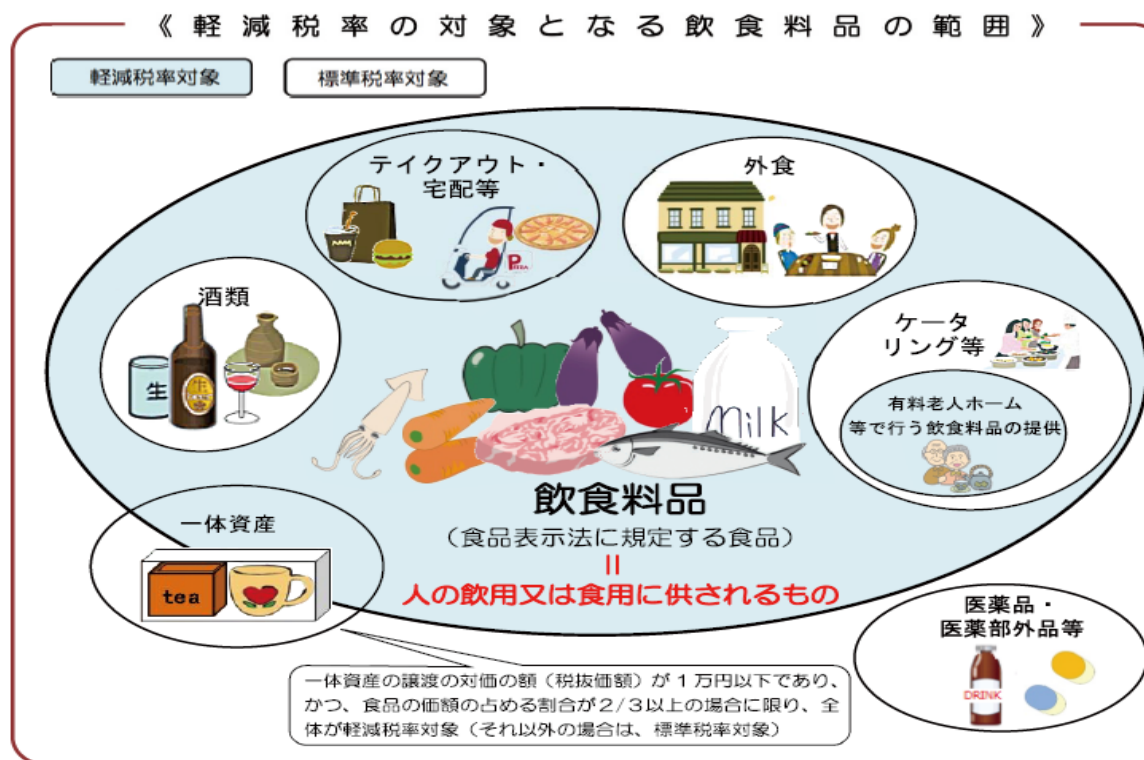 《軽減税率の対象となる飲食料品の範囲》
軽減税率対象
標準税率対象
テイクアウト・
宅配等
外食
酒類
生
生
ケータ
リング等
有料老人ホーム
等で行う飲食料品の提供
Milk
飲食料品
(食品表示法に規定する食品)
||
人の飲用又は食用に供されるもの
一体資産
tea
医薬品・
医薬部外品等
DRINK
一体資産の譲渡の対価の額(税抜価額)が1万円以下であり、
かつ、食品の価額の占める割合が2/3以上の場合に限り、全
体が軽減税率対象(それ以外の場合は、標準税率対象)